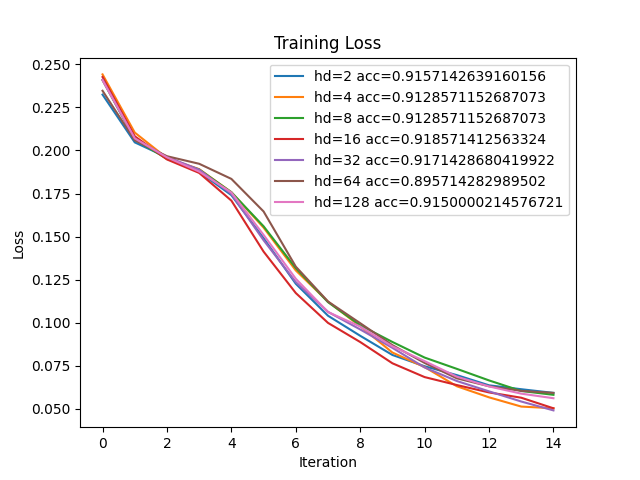 Training Loss
0.250
0.225
0.200
0.175
0.150
0.125
0.100
0.075
0.050
Loss
hd=2 acc=0.9157142639160156
hd=4 acc=0.9128571152687073
hd=8 acc=0.9128571152687073
hd=16 acc=0.918571412563324
hd=32 acc=0.9171428680419922
hd=64 acc=0.895714282989502
hd=128 acc=0.9150000214576721
0 2 4 6 8 10 12 14
Iteration